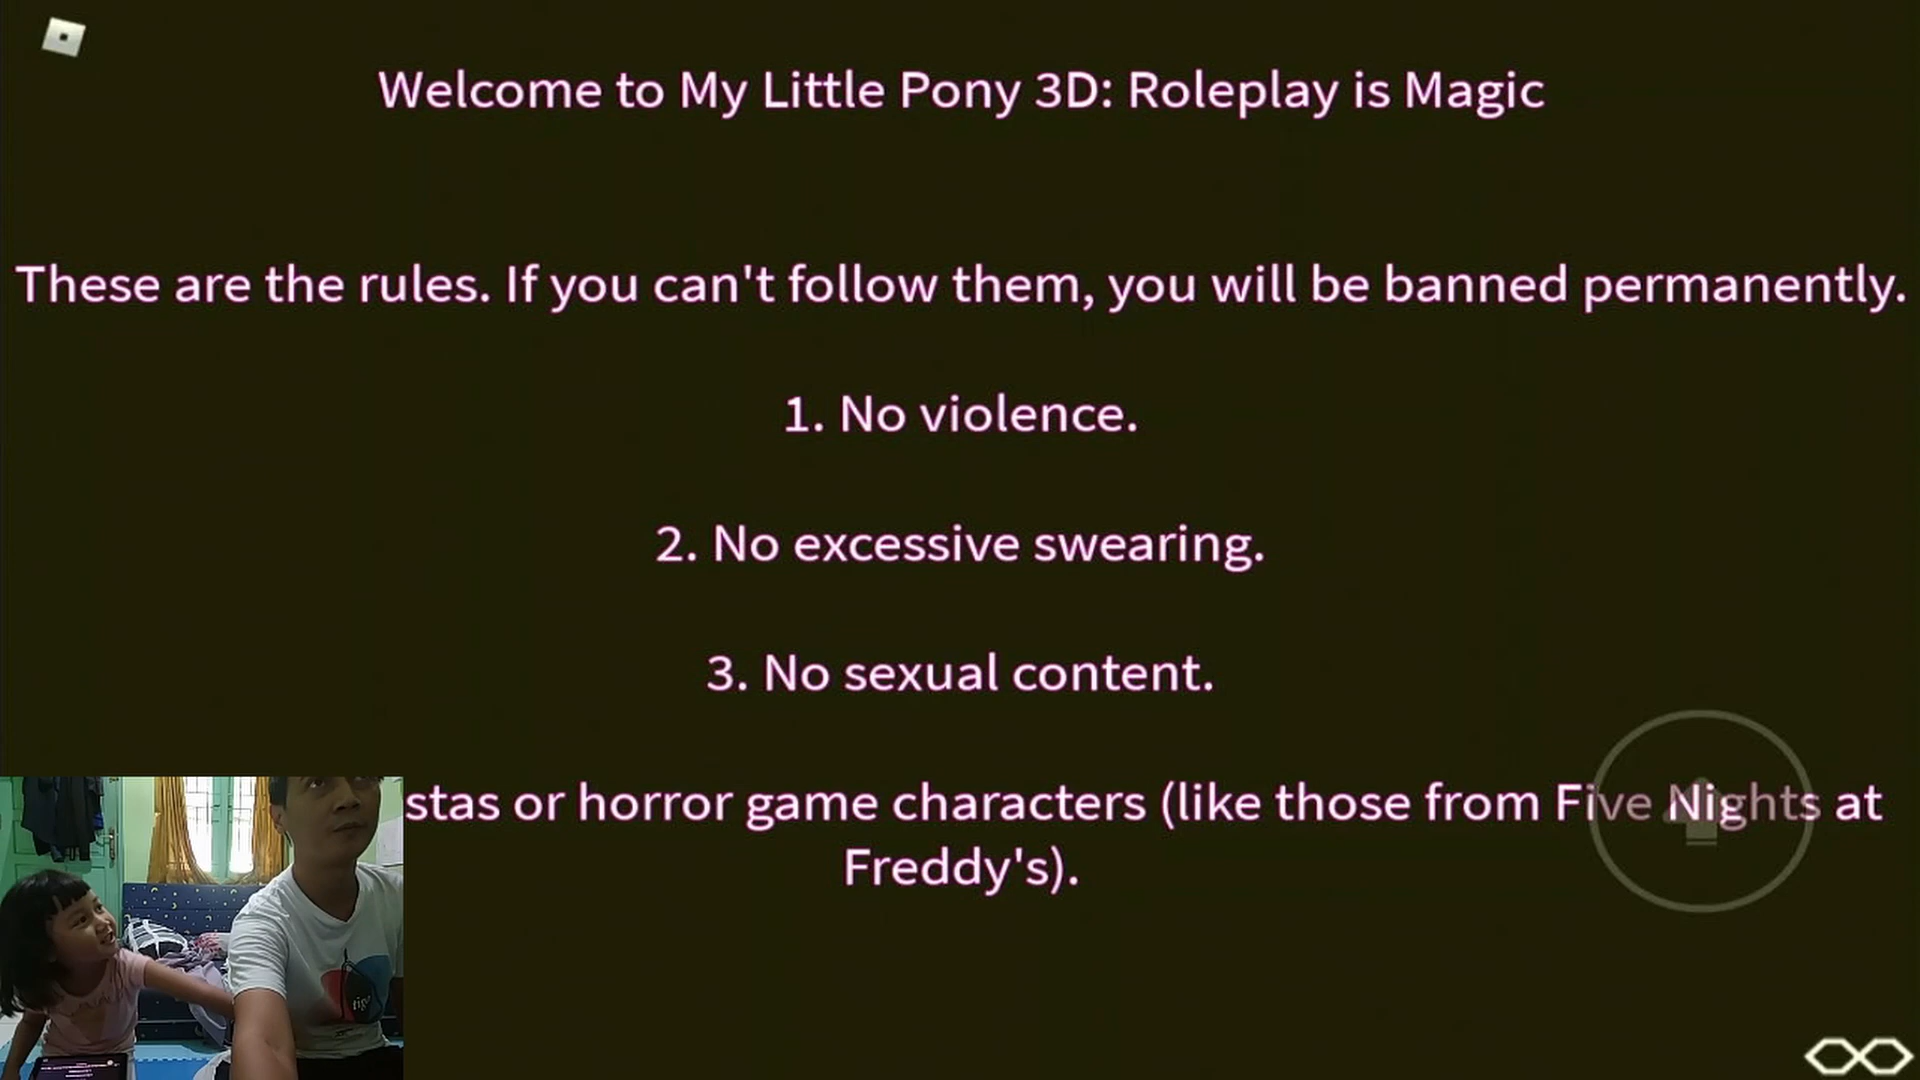 Welcome to My Little Pony 3D: Roleplay is Magic
These are the rules. If you can't follow them, you will be banned permanently.
1. No violence.
2. No excessive swearing.
3. No sexual content.
stas or horror game characters (like those from Five Nights at
Freddy's).